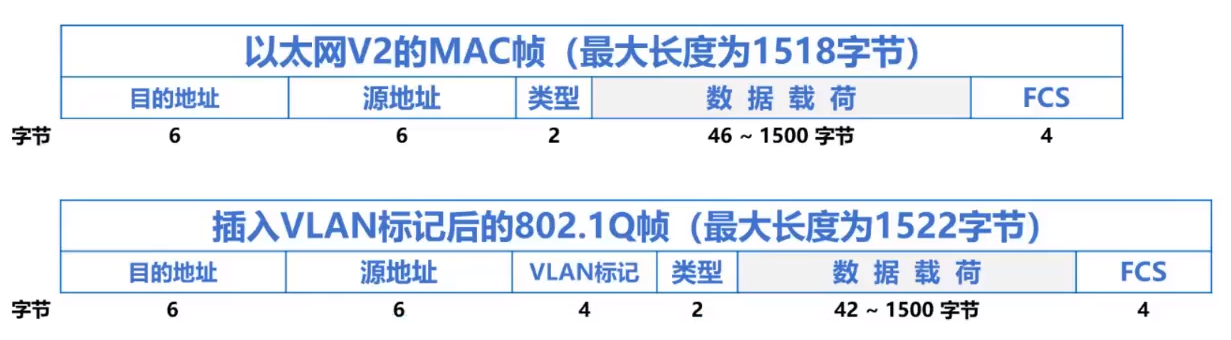 以太网V2的MAC帧（最大长度为1518字节）
目的地址 源地址 类型 数据载荷 FCS
字节 6 6 2 46 ~ 1500 字节 4
插入VLAN标记后的802.1Q帧（最大长度为1522字节）
目的地址 源地址 VLAN标记 类型 数据载荷 FCS
字节 6 6 4 2 42 ~ 1500 字节 4